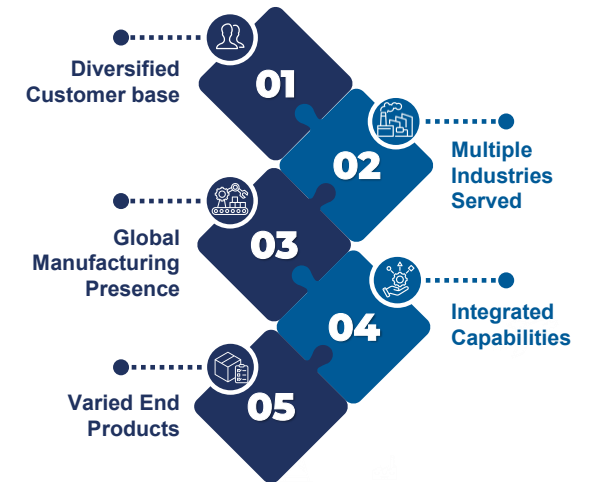 01
Diversified
Customer base
02
Multiple
Industries
Served
03
Global
Manufacturing
Presence
04
Integrated
Capabilities
05
Varied End
Products